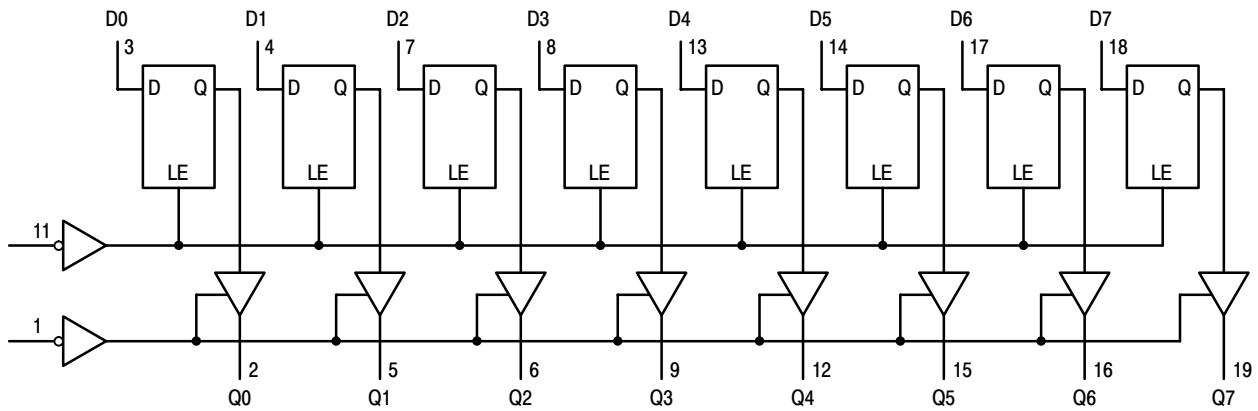 D0 D1 D2 D3 D4 D5 D6 D7
3 4 7 8 13 14 17 18
D Q D Q D Q D Q D Q D Q D Q D Q
LE LE LE LE LE LE LE LE
11
1
2 5 6 9 12 15 16 19
Q0 Q1 Q2 Q3 Q4 Q5 Q6 Q7